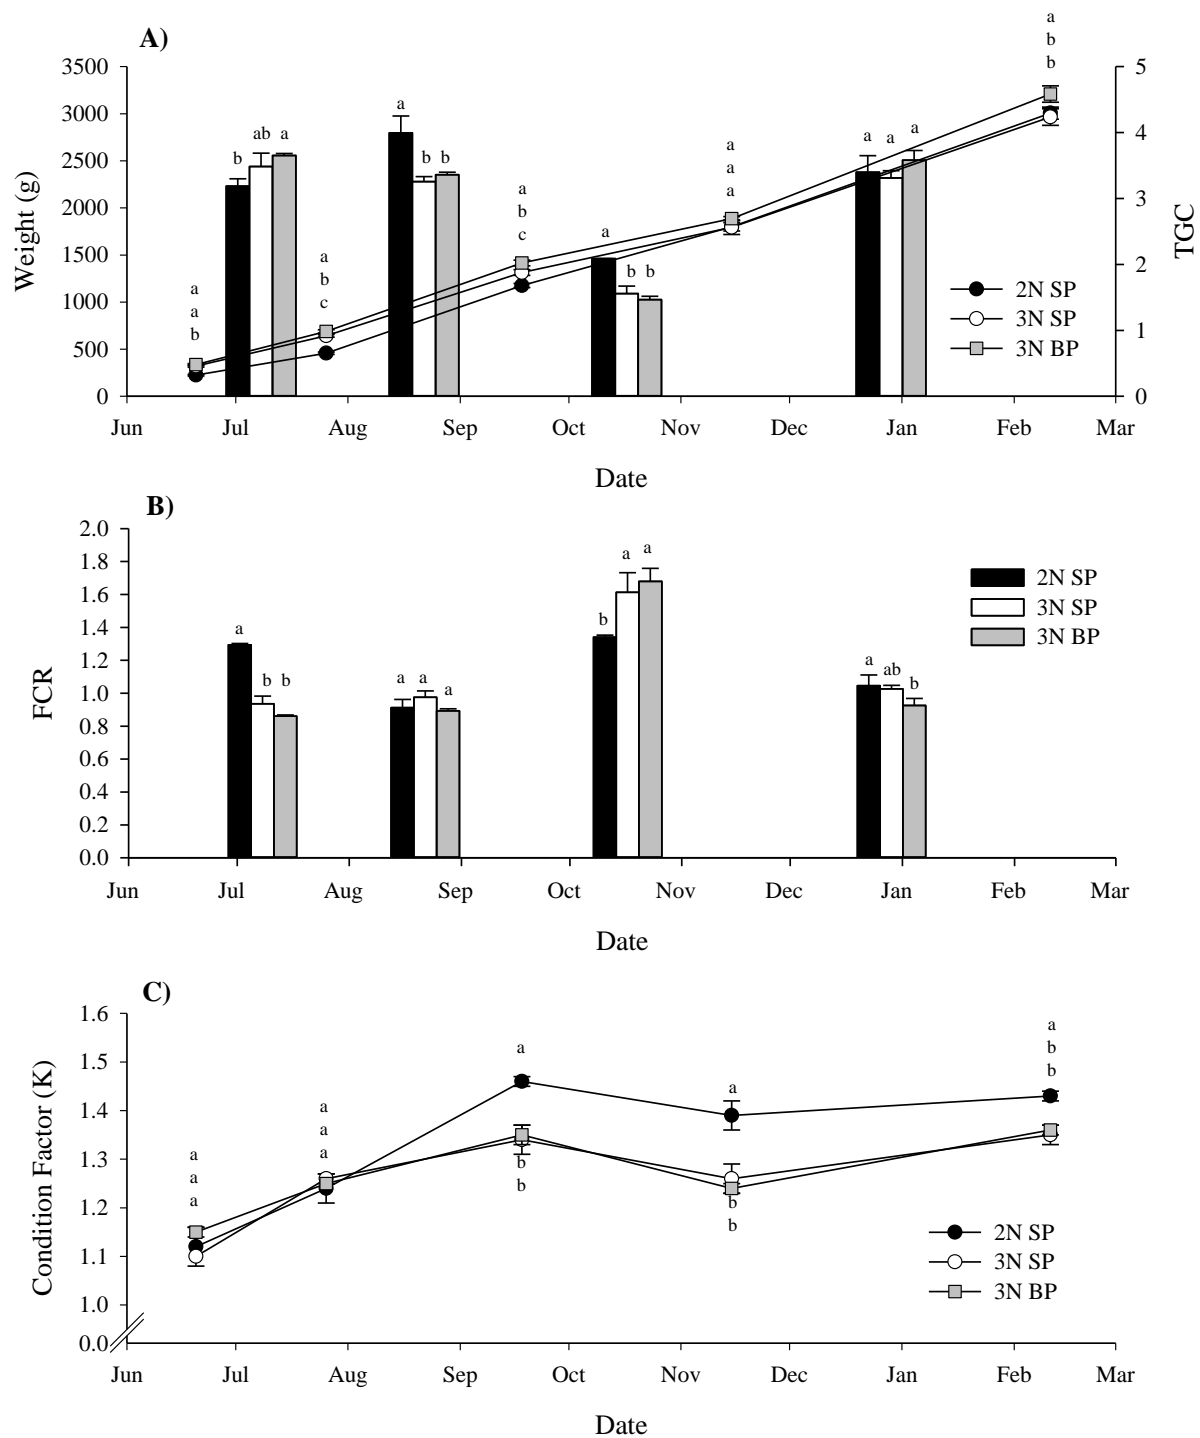 A)
a
b
b
3500
3000
2500
2000
1500
1000
500
0
Weight (g)
5
4
3
2
1
0
TGC
a
a
b
b ab a
a
b
c
a
b b
a
b
c
a
b b
a
a
a
a a a
2N SP
3N SP
3N BP
Jun Jul Aug Sep Oct Nov Dec Jan Feb Mar
Date
B)
2.0
1.8
1.6
1.4
1.2
1.0
0.8
0.6
0.4
0.2
0.0
FCR
a
b b
a a a
b
a a
a ab b
2N SP
3N SP
3N BP
Jun Jul Aug Sep Oct Nov Dec Jan Feb Mar
Date
C)
1.6
1.5
1.4
1.3
1.2
1.1
1.0
0.0
Condition Factor (K)
a
a
a
a
a
a
a
b
b
a
b
b
a
b
b
2N SP
3N SP
3N BP
Jun Jul Aug Sep Oct Nov Dec Jan Feb Mar
Date